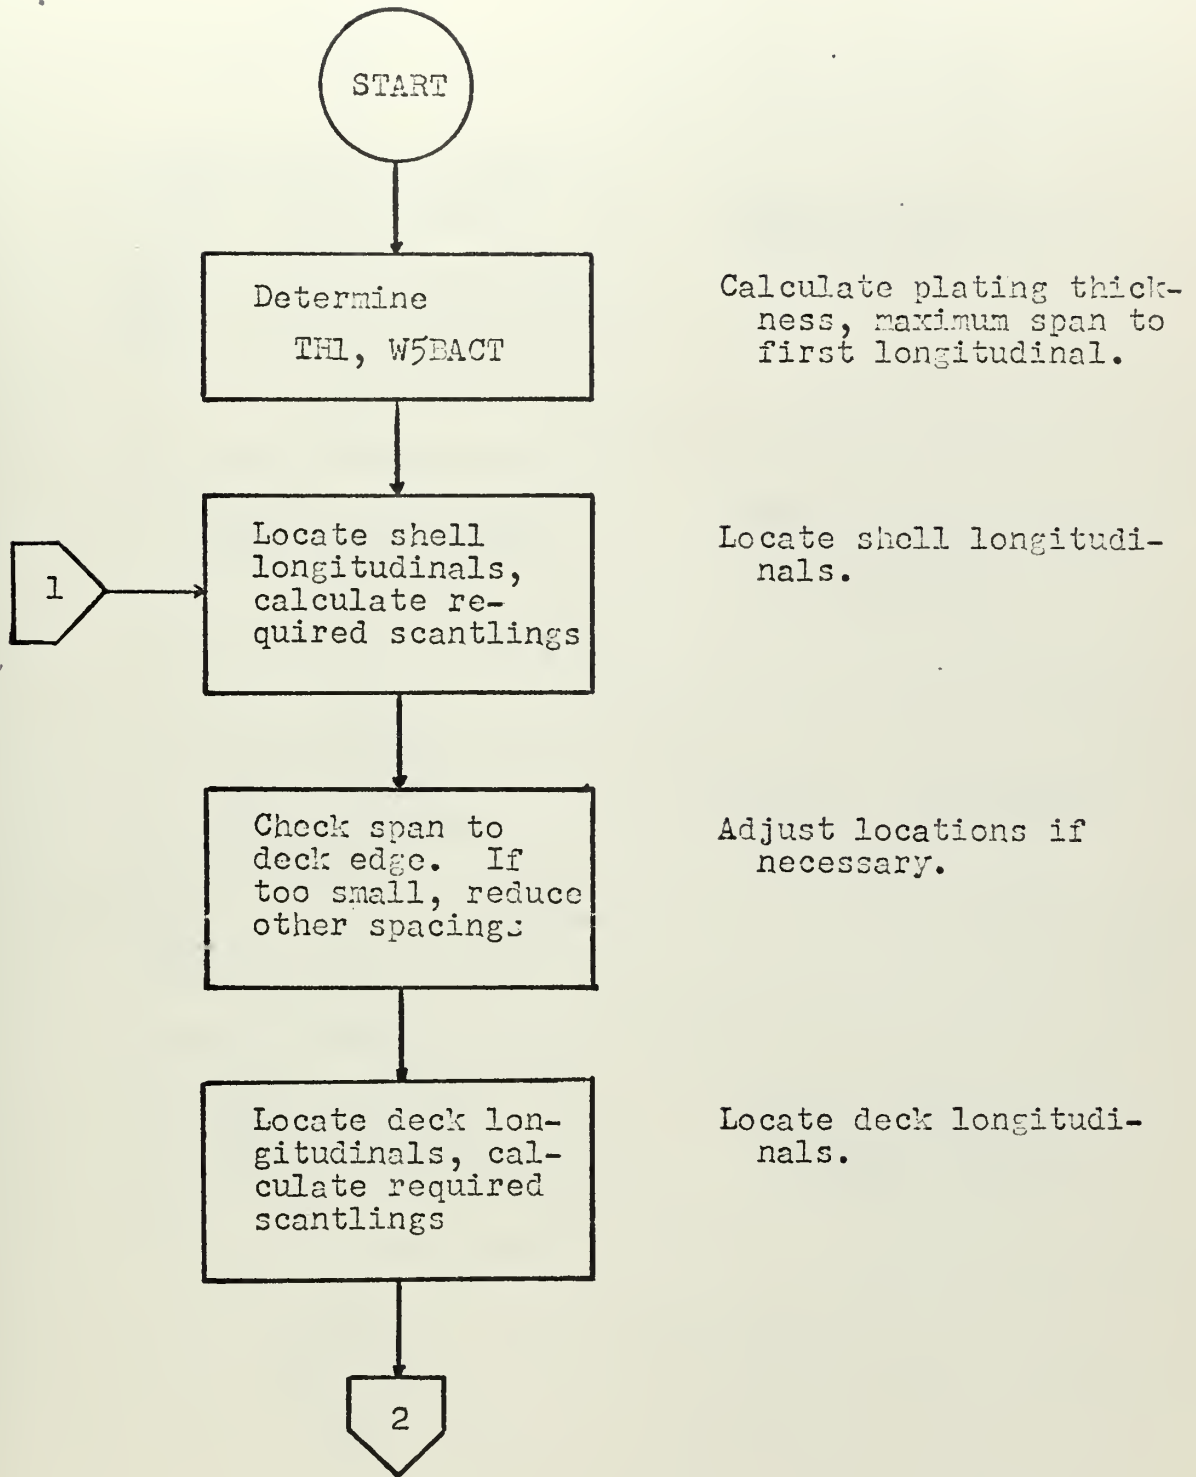 START
Determine
TH1, W5BACT
Calculate plating thick-
ness, maximum span to
first longitudinal.
1
Locate shell
longitudinals,
calculate re-
quired scantlings
Locate shell longitudi-
nals.
Check span to
deck edge. If
too small, reduce
other spacings
Adjust locations if
necessary.
Locate deck lon-
gitudinals, cal-
culate required
scantlings
Locate deck longitudi-
nals.
2